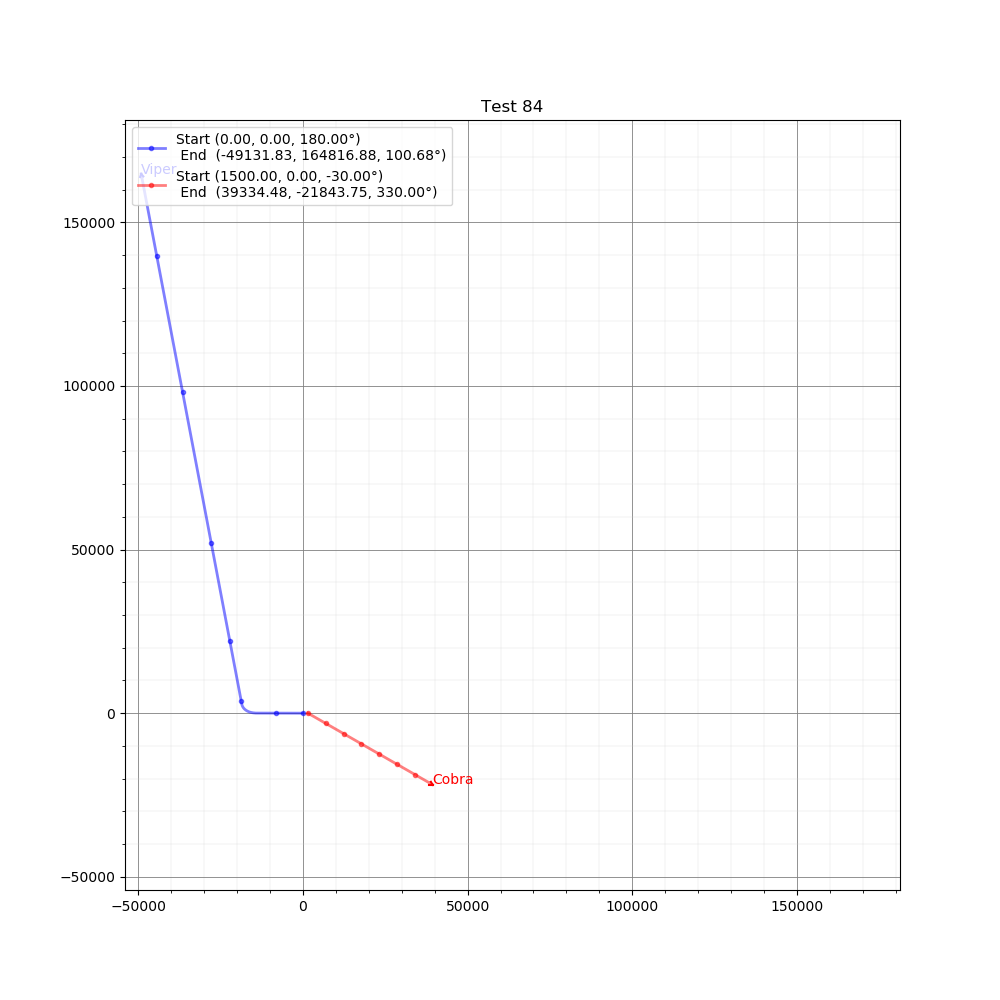 Test 84
Start (0.00, 0.00, 180.00°)
End  (-49131.83, 164816.88, 100.68°)
Viper
Start (1500.00, 0.00, -30.00°)
End  (39334.48, -21843.75, 330.00°)
150000
100000
50000
0
−50000
Cobra
−50000 0 50000 100000 150000